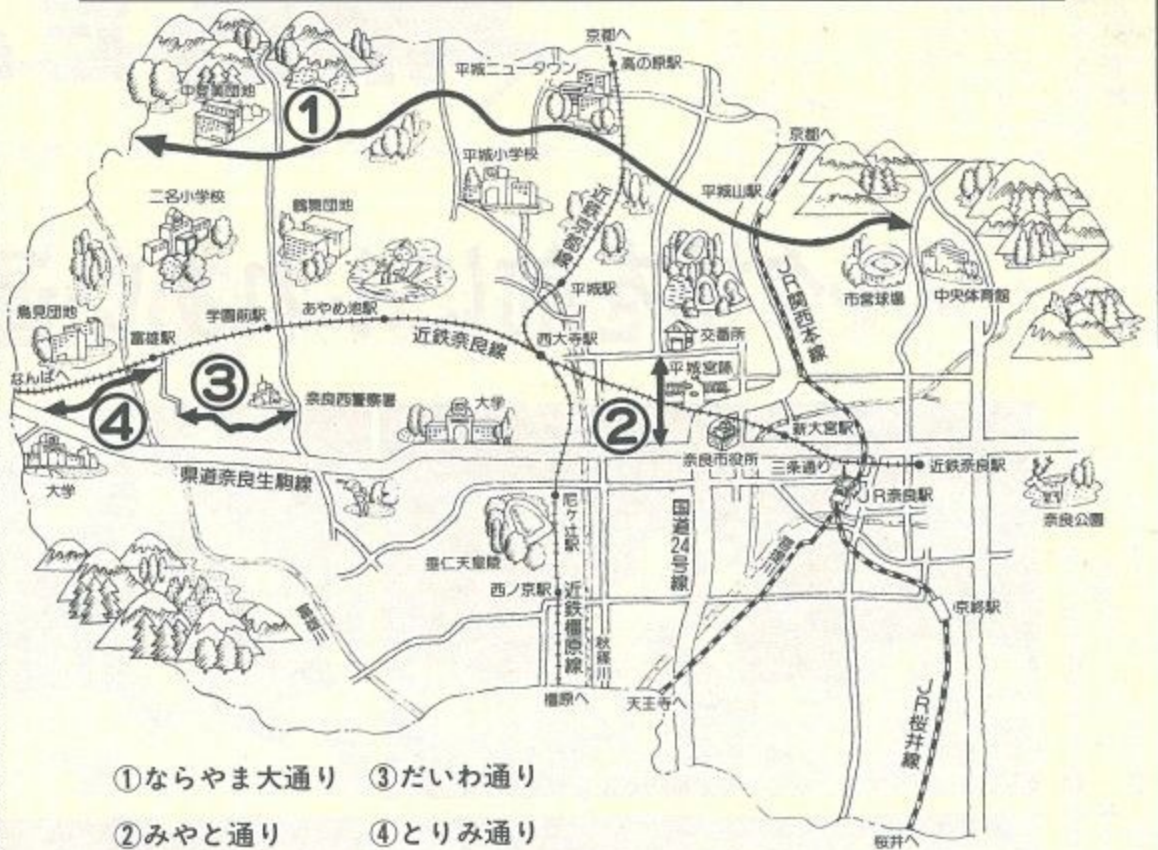 京都へ
高の原駅
平城ニュータウン
中登美団地
①
京都へ
平城小学校
近鉄京都線
平城山駅
二名小学校
鶴舞団地
平城駅
市営球場
中央体育館
JR関西本線
鳥見団地
富雄駅
学園前駅
あやめ池駅
近鉄奈良線
西大寺駅
交番所
平城宮跡
なんばへ
③
奈良西警察署
④
大学
②
新大宮駅
奈良市役所
三条通り
近鉄奈良駅
大学
県道奈良生駒線
JR奈良駅
奈良公園
尼ヶ辻駅
国道24号線
垂仁天皇陵
西ノ京駅
近鉄橿原線
秋篠川
京終駅
富雄川
橿原へ
天王寺へ
JR桜井線
桜井へ
①ならやま大通り ③だいわ通り
②みやと通り ④とりみ通り